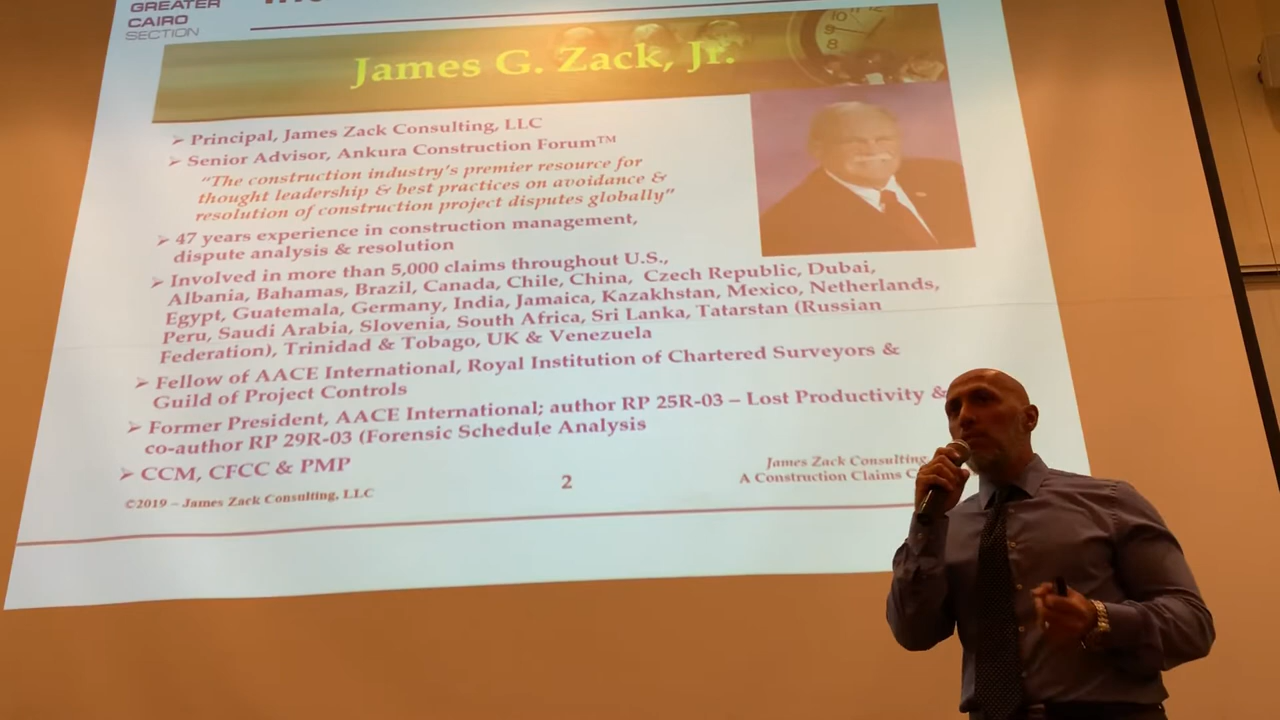 GREATER
CAIRO
SECTION
James G. Zack, Jr.
➢ Principal, James Zack Consulting, LLC
➢ Senior Advisor, Ankura Construction Forum™
“The construction industry’s premier resource for
thought leadership & best practices on avoidance &
resolution of construction project disputes globally”
➢ 47 years experience in construction management,
dispute analysis & resolution
➢ Involved in more than 5,000 claims throughout U.S.,
Albania, Bahamas, Brazil, Canada, Chile, China, Czech Republic, Dubai,
Egypt, Guatemala, Germany, India, Jamaica, Kazakhstan, Mexico, Netherlands,
Peru, Saudi Arabia, Slovenia, South Africa, Sri Lanka, Tatarstan (Russian
Federation), Trinidad & Tobago, UK & Venezuela
➢ Fellow of AACE International, Royal Institution of Chartered Surveyors &
Guild of Project Controls
➢ Former President, AACE International; author RP 25R-03 – Lost Productivity &
co-author RP 29R-03 (Forensic Schedule Analysis
➢ CCM, CFCC & PMP
©2019 – James Zack Consulting, LLC
2
James Zack Consulting,
A Construction Claims C
10
9
8